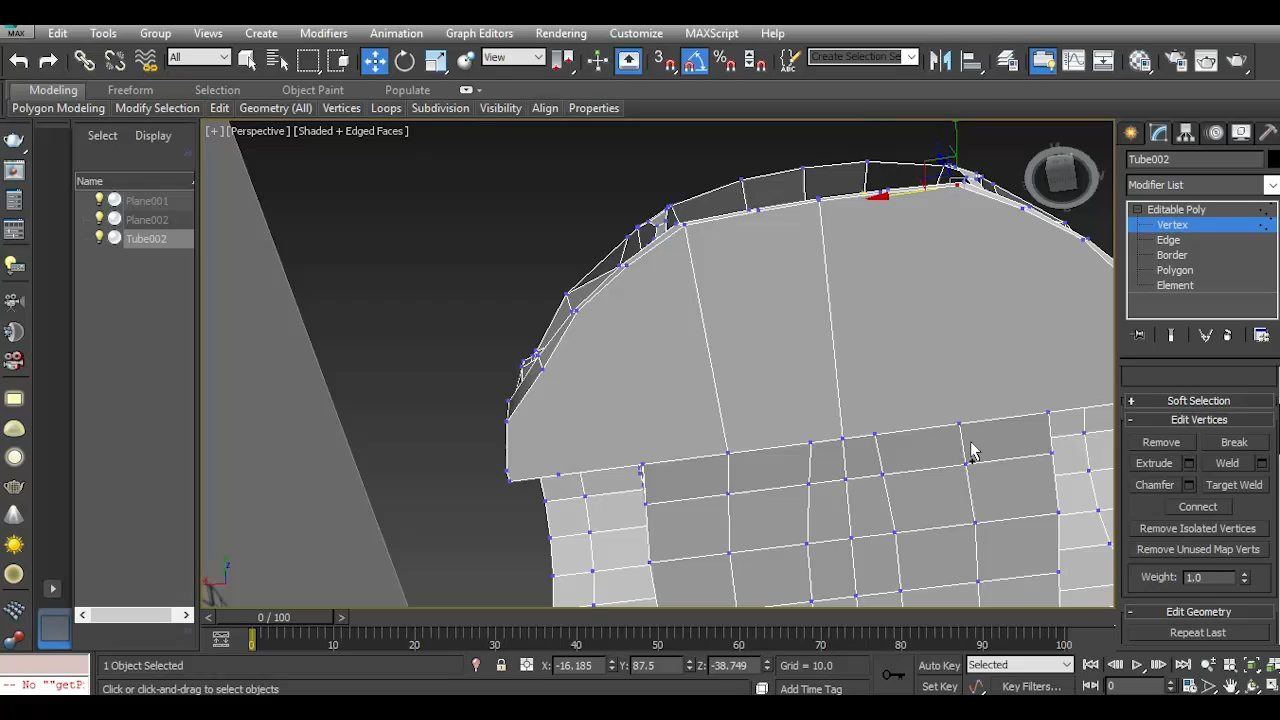 MAX Edit Tools Group Views Create Modifiers Animation Graph Editors Rendering Customize MAXScript Help
All View 3 Create Selection Se
ABC
Modeling Freeform Selection Object Paint Populate
Polygon Modeling Modify Selection Edit Geometry (All) Vertices Loops Subdivision Visibility Align Properties
Select Display
[+] [Perspective] [Shaded + Edged Faces]
Name
Plane001
Plane002
Tube002
Tube002
Modifier List
Editable Poly
Vertex
Edge
Border
Polygon
Element
+ Soft Selection
- Edit Vertices
Remove Break
Extrude Weld
Chamfer Target Weld
Connect
Remove Isolated Vertices
Remove Unused Map Verts
Weight: 1.0
- Edit Geometry
Repeat Last
z
x
< 0 / 100 >
0 10 20 30 40 50 60 70 80 90 100
1 Object Selected X: -16.185 Y: 87.5 Z: -38.749 Grid = 10.0 Auto Key Selected
-- No ""getP Click or click-and-drag to select objects Add Time Tag Set Key Key Filters... 0